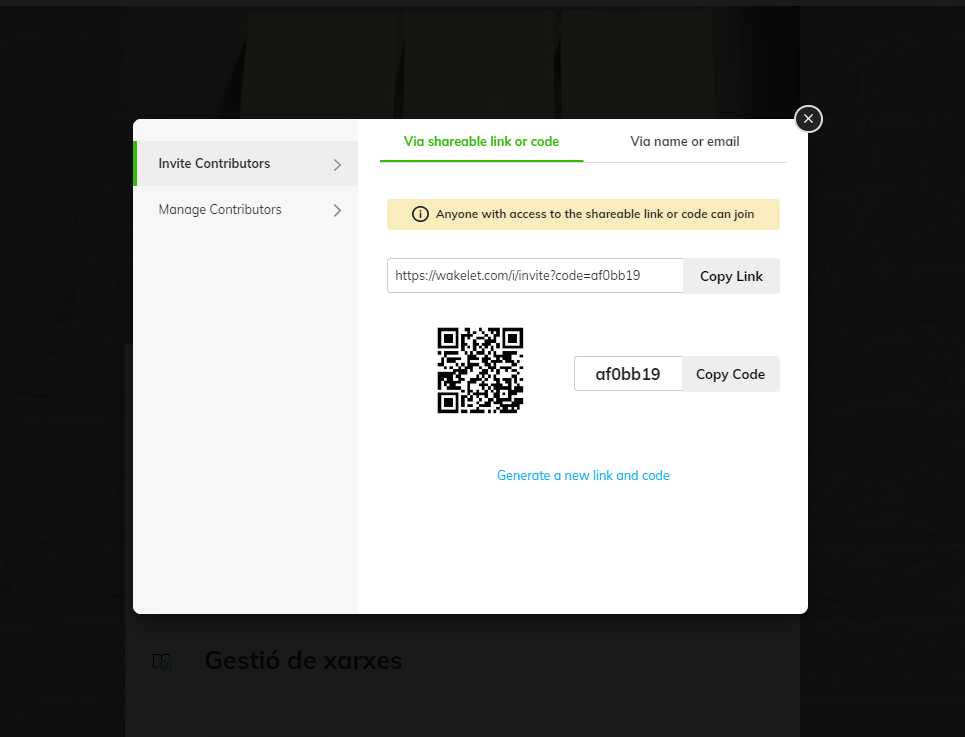 Via shareable link or code
Via name or email
Invite Contributors
Manage Contributors
Anyone with access to the shareable link or code can join
https://wakelet.com/i/invite?code=af0bb19
Copy Link
af0bb19
Copy Code
Generate a new link and code
Gestió de xarxes